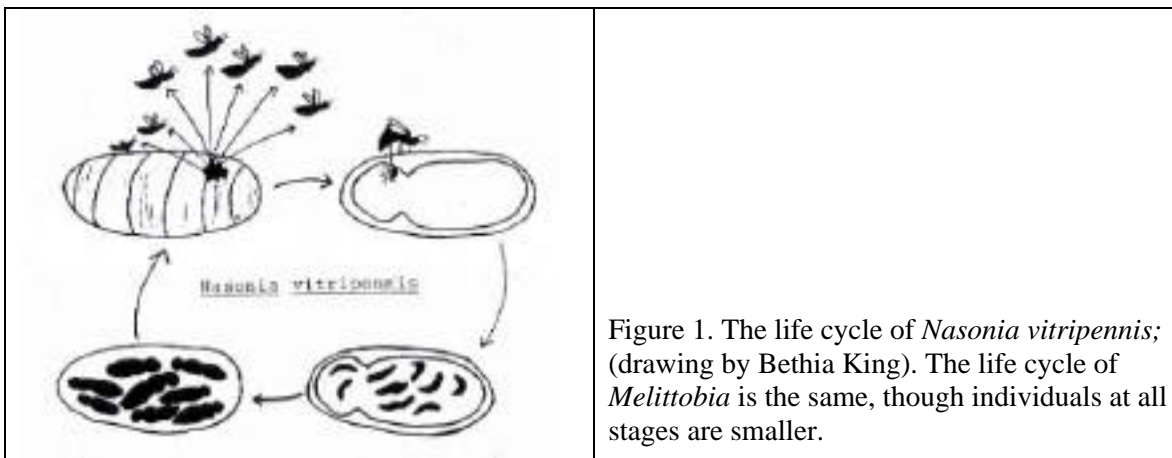 Nasonia vitripennis
Figure 1. The life cycle of Nasonia vitripennis;
(drawing by Bethia King). The life cycle of
Melittobia is the same, though individuals at all
stages are smaller.